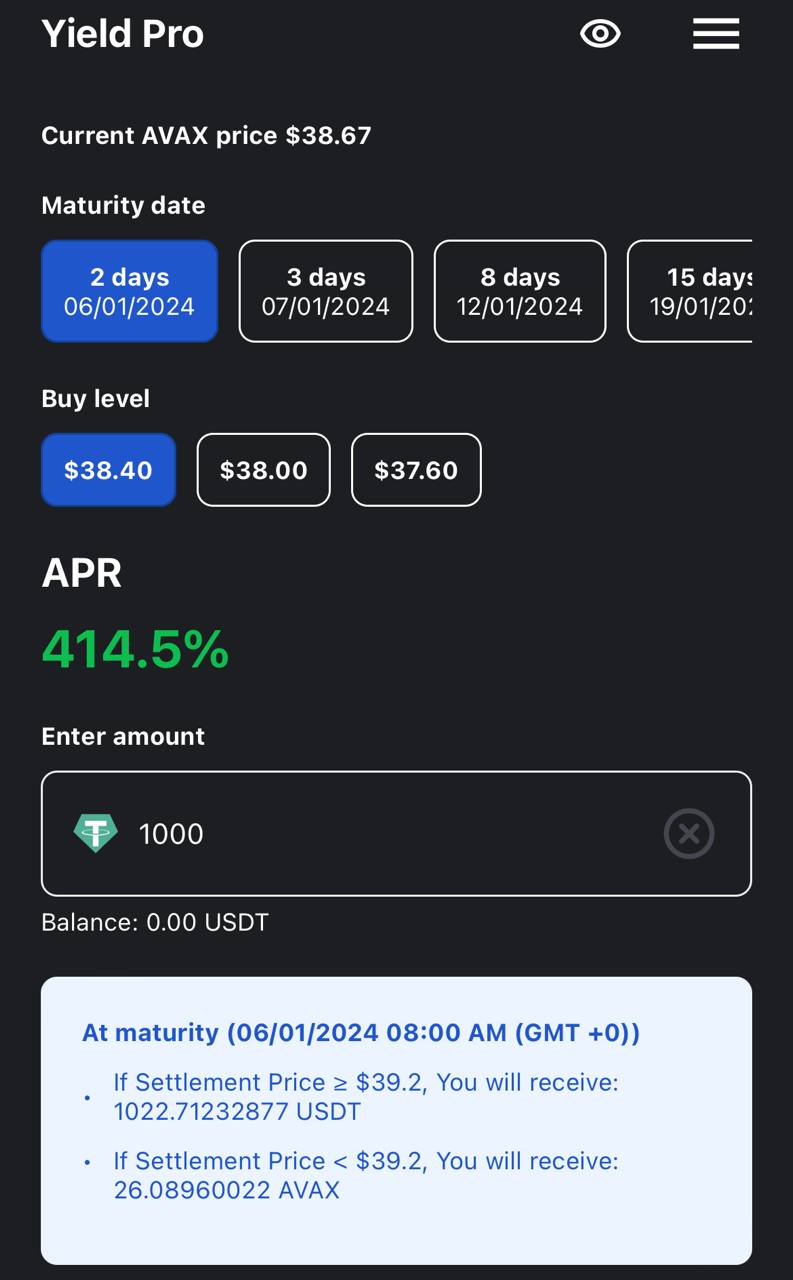 Yield Pro
Current AVAX price $38.67
Maturity date
2 days
06/01/2024
3 days
07/01/2024
8 days
12/01/2024
15 days
19/01/202
Buy level
$38.40
$38.00
$37.60
APR
414.5%
Enter amount
1000
Balance: 0.00 USDT
At maturity (06/01/2024 08:00 AM (GMT +0))
• If Settlement Price ≥ $39.2, You will receive:
1022.71232877 USDT
• If Settlement Price < $39.2, You will receive:
26.08960022 AVAX